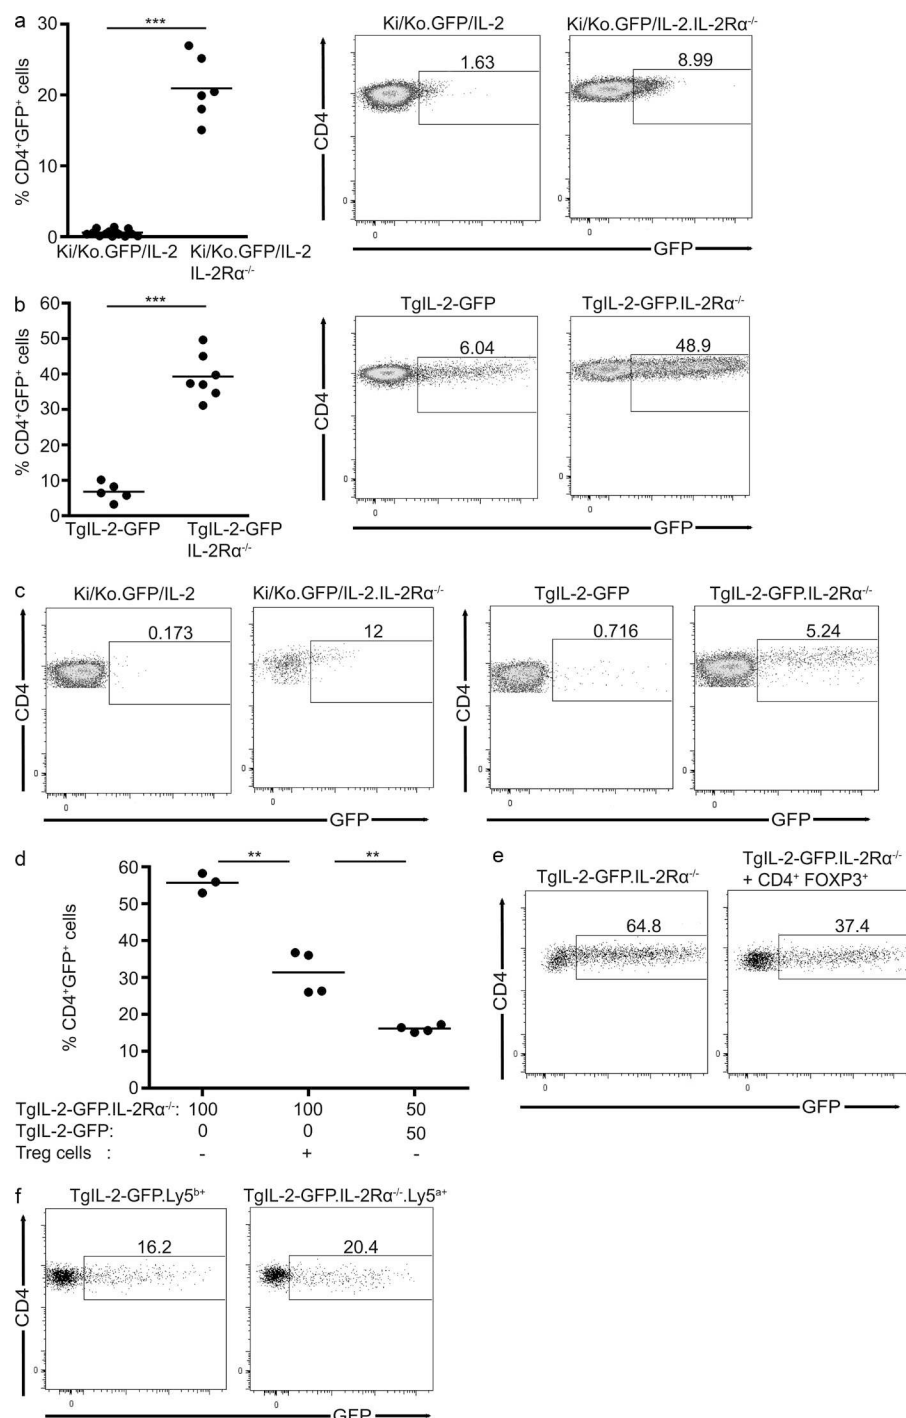 a
30
20
10
0
% CD4⁺GFP⁺ cells
***
Ki/Ko.GFP/IL-2
Ki/Ko.GFP/IL-2
IL-2Rα⁻/⁻
Ki/Ko.GFP/IL-2
Ki/Ko.GFP/IL-2.IL-2Rα⁻/⁻
1.63
8.99
CD4
0
0
0
0
GFP
b
60
50
40
30
20
10
0
% CD4⁺GFP⁺ cells
***
TgIL-2-GFP
TgIL-2-GFP
IL-2Rα⁻/⁻
TgIL-2-GFP
TgIL-2-GFP.IL-2Rα⁻/⁻
6.04
48.9
CD4
0
0
0
0
GFP
c
Ki/Ko.GFP/IL-2
Ki/Ko.GFP/IL-2.IL-2Rα⁻/⁻
TgIL-2-GFP
TgIL-2-GFP.IL-2Rα⁻/⁻
0.173
12
0.716
5.24
CD4
CD4
0
0
0
0
0
0
0
0
GFP
GFP
d
60
50
40
30
20
10
0
% CD4⁺GFP⁺ cells
**
**
TgIL-2-GFP.IL-2Rα⁻/⁻: 100 100 50
TgIL-2-GFP: 0 0 50
Treg cells : - + -
e
TgIL-2-GFP.IL-2Rα⁻/⁻
TgIL-2-GFP.IL-2Rα⁻/⁻
+ CD4⁺ FOXP3⁺
64.8
37.4
CD4
0
0
0
0
GFP
f
TgIL-2-GFP.Ly5ᵇ⁺
TgIL-2-GFP.IL-2Rα⁻/⁻.Ly5ᵃ⁺
16.2
20.4
CD4
0
0
0
0
GFP